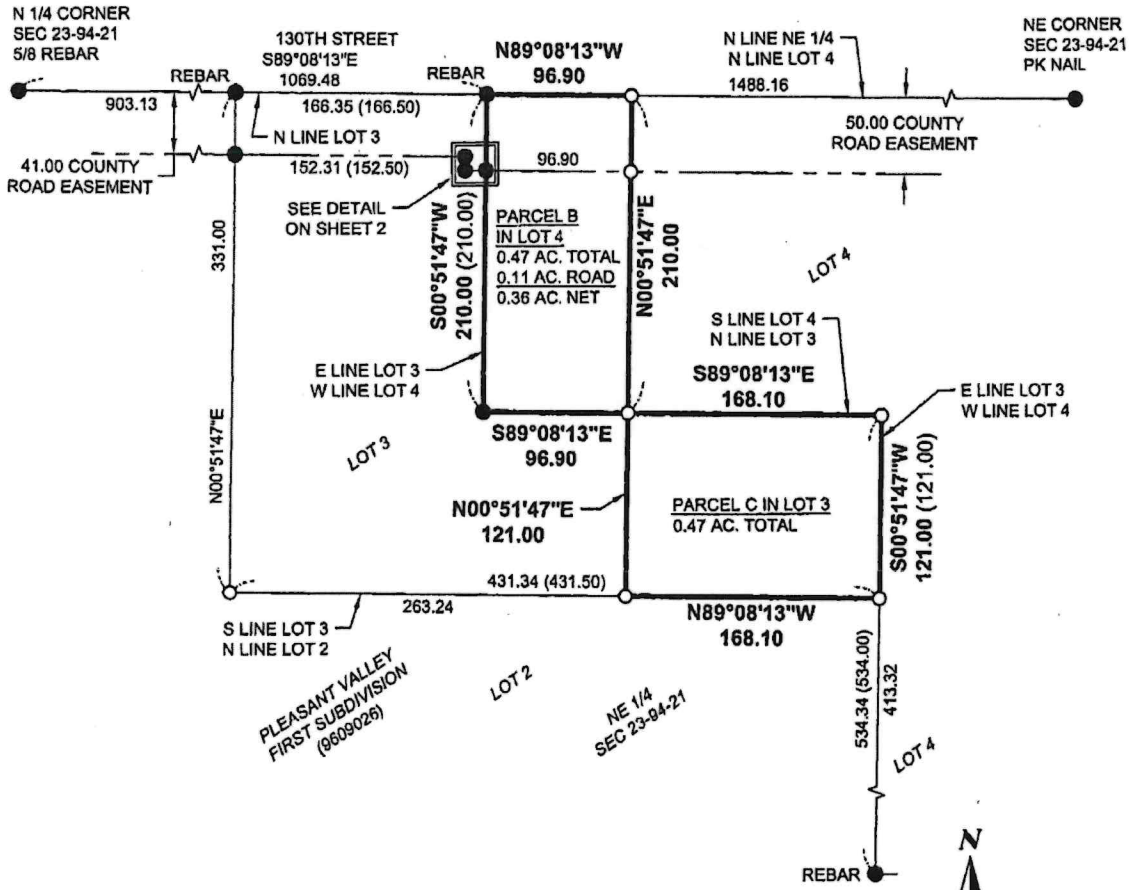 N 1/4 CORNER
SEC 23-94-21
5/8 REBAR
130TH STREET
S89°08'13"E
1069.48
REBAR
REBAR
N89°08'13"W
96.90
N LINE NE 1/4
N LINE LOT 4
1488.16
NE CORNER
SEC 23-94-21
PK NAIL
903.13
166.35 (166.50)
N LINE LOT 3
50.00 COUNTY
ROAD EASEMENT
41.00 COUNTY
ROAD EASEMENT
152.31 (152.50)
96.90
SEE DETAIL
ON SHEET 2
331.00
N00°51'47"E
S00°51'47"W
210.00 (210.00)
PARCEL B
IN LOT 4
0.47 AC. TOTAL
0.11 AC. ROAD
0.36 AC. NET
N00°51'47"E
210.00
LOT 4
S LINE LOT 4
N LINE LOT 3
E LINE LOT 3
W LINE LOT 4
S89°08'13"E
168.10
E LINE LOT 3
W LINE LOT 4
S89°08'13"E
96.90
LOT 3
N00°51'47"E
121.00
PARCEL C IN LOT 3
0.47 AC. TOTAL
S00°51'47"W
121.00 (121.00)
431.34 (431.50)
263.24
N89°08'13"W
168.10
S LINE LOT 3
N LINE LOT 2
PLEASANT VALLEY
FIRST SUBDIVISION
(9609026)
LOT 2
NE 1/4
SEC 23-94-21
534.34 (534.00)
413.32
LOT 4
REBAR
N